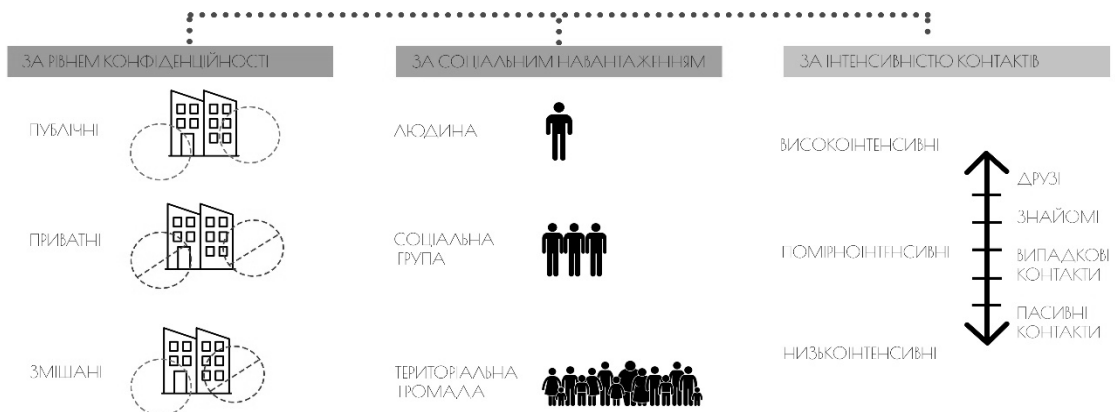 ЗА РІВНЕМ КОНФІДЕНЦІЙНОСТІ
ПУБЛІЧНІ
ПРИВАТНІ
ЗМІШАНІ
ЗА СОЦІАЛЬНИМ НАВАНТАЖЕННЯМ
ЛЮДИНА
СОЦІАЛЬНА
ГРУПА
ТЕРИТОРІАЛЬНА
ГРОМАДА
ЗА ІНТЕНСИВНІСТЮ КОНТАКТІВ
ВИСОКОІНТЕНСИВНІ
ПОМІРНОІНТЕНСИВНІ
НИЗЬКОІНТЕНСИВНІ
ДРУЗІ
ЗНАЙОМІ
ВИПАДКОВІ
КОНТАКТИ
ПАСИВНІ
КОНТАКТИ